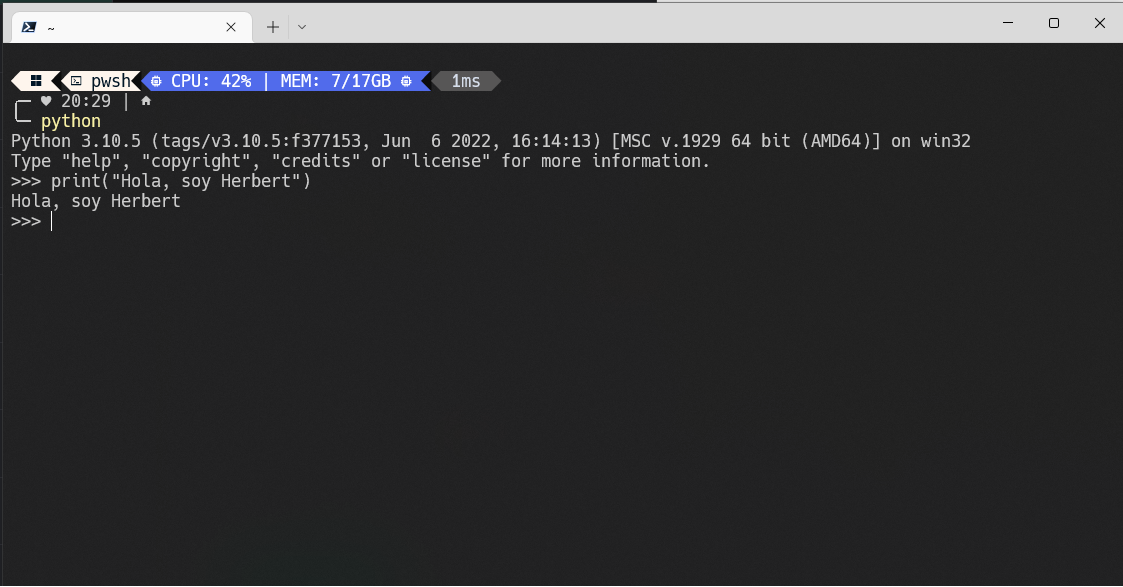 ~
pwsh CPU: 42% | MEM: 7/17GB 1ms
20:29 |
python
Python 3.10.5 (tags/v3.10.5:f377153, Jun  6 2022, 16:14:13) [MSC v.1929 64 bit (AMD64)] on win32
Type "help", "copyright", "credits" or "license" for more information.
>>> print("Hola, soy Herbert")
Hola, soy Herbert
>>>